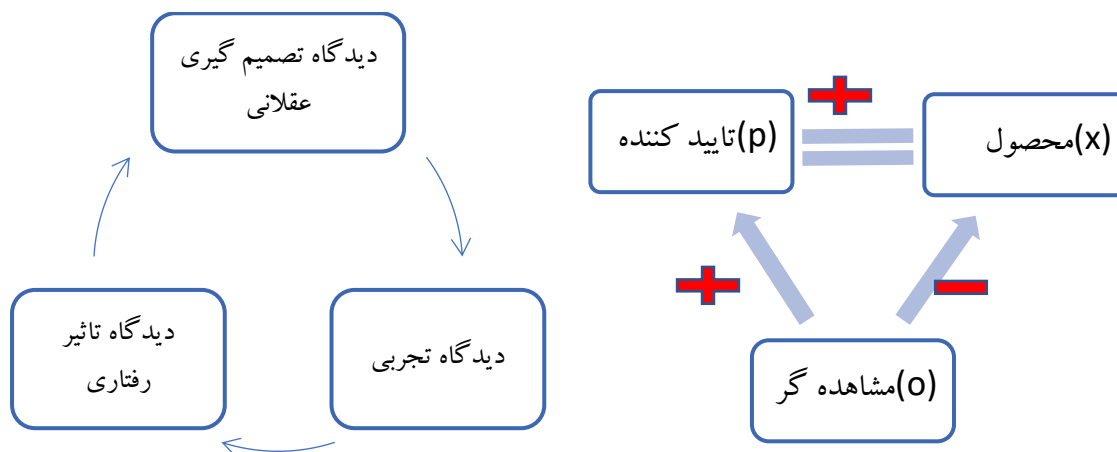 دیدگاه تصمیم گیری
عقلانی
دیدگاه تجربی
دیدگاه تاثیر
رفتاری
(x)محصول
(p)تایید کننده
(o)مشاهده گر